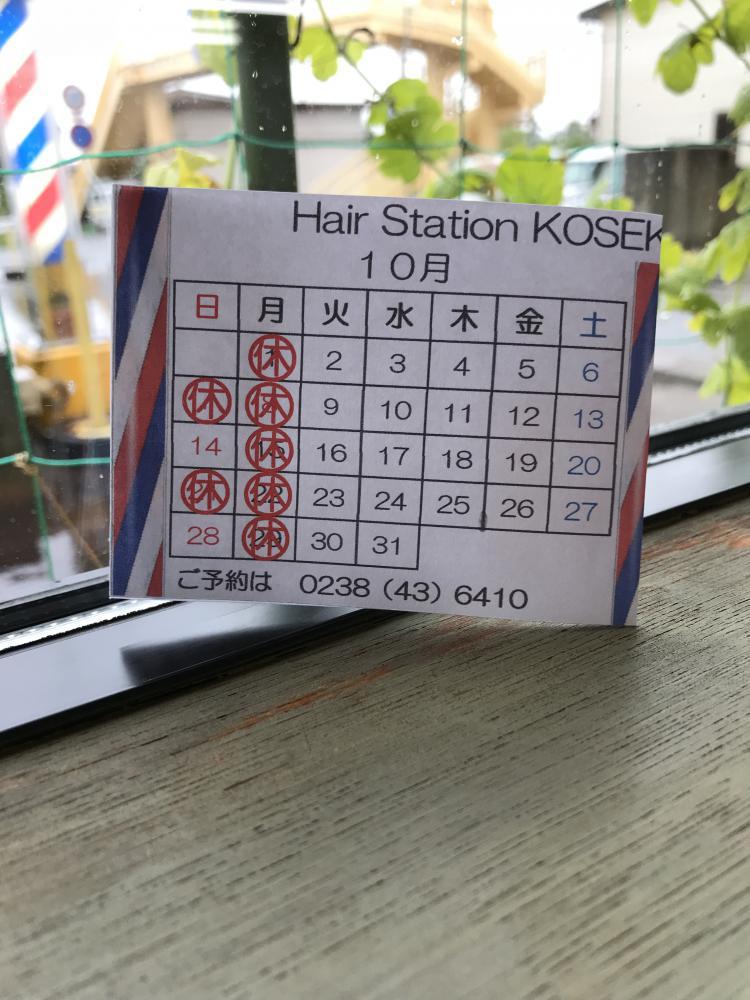 Hair Station KOSEK
10月
日 月 火 水 木 金 土
休 2 3 4 5 6
休 休 9 10 11 12 13
14 休 16 17 18 19 20
休 休 23 24 25 26 27
28 休 30 31
ご予約は 0238 (43) 6410